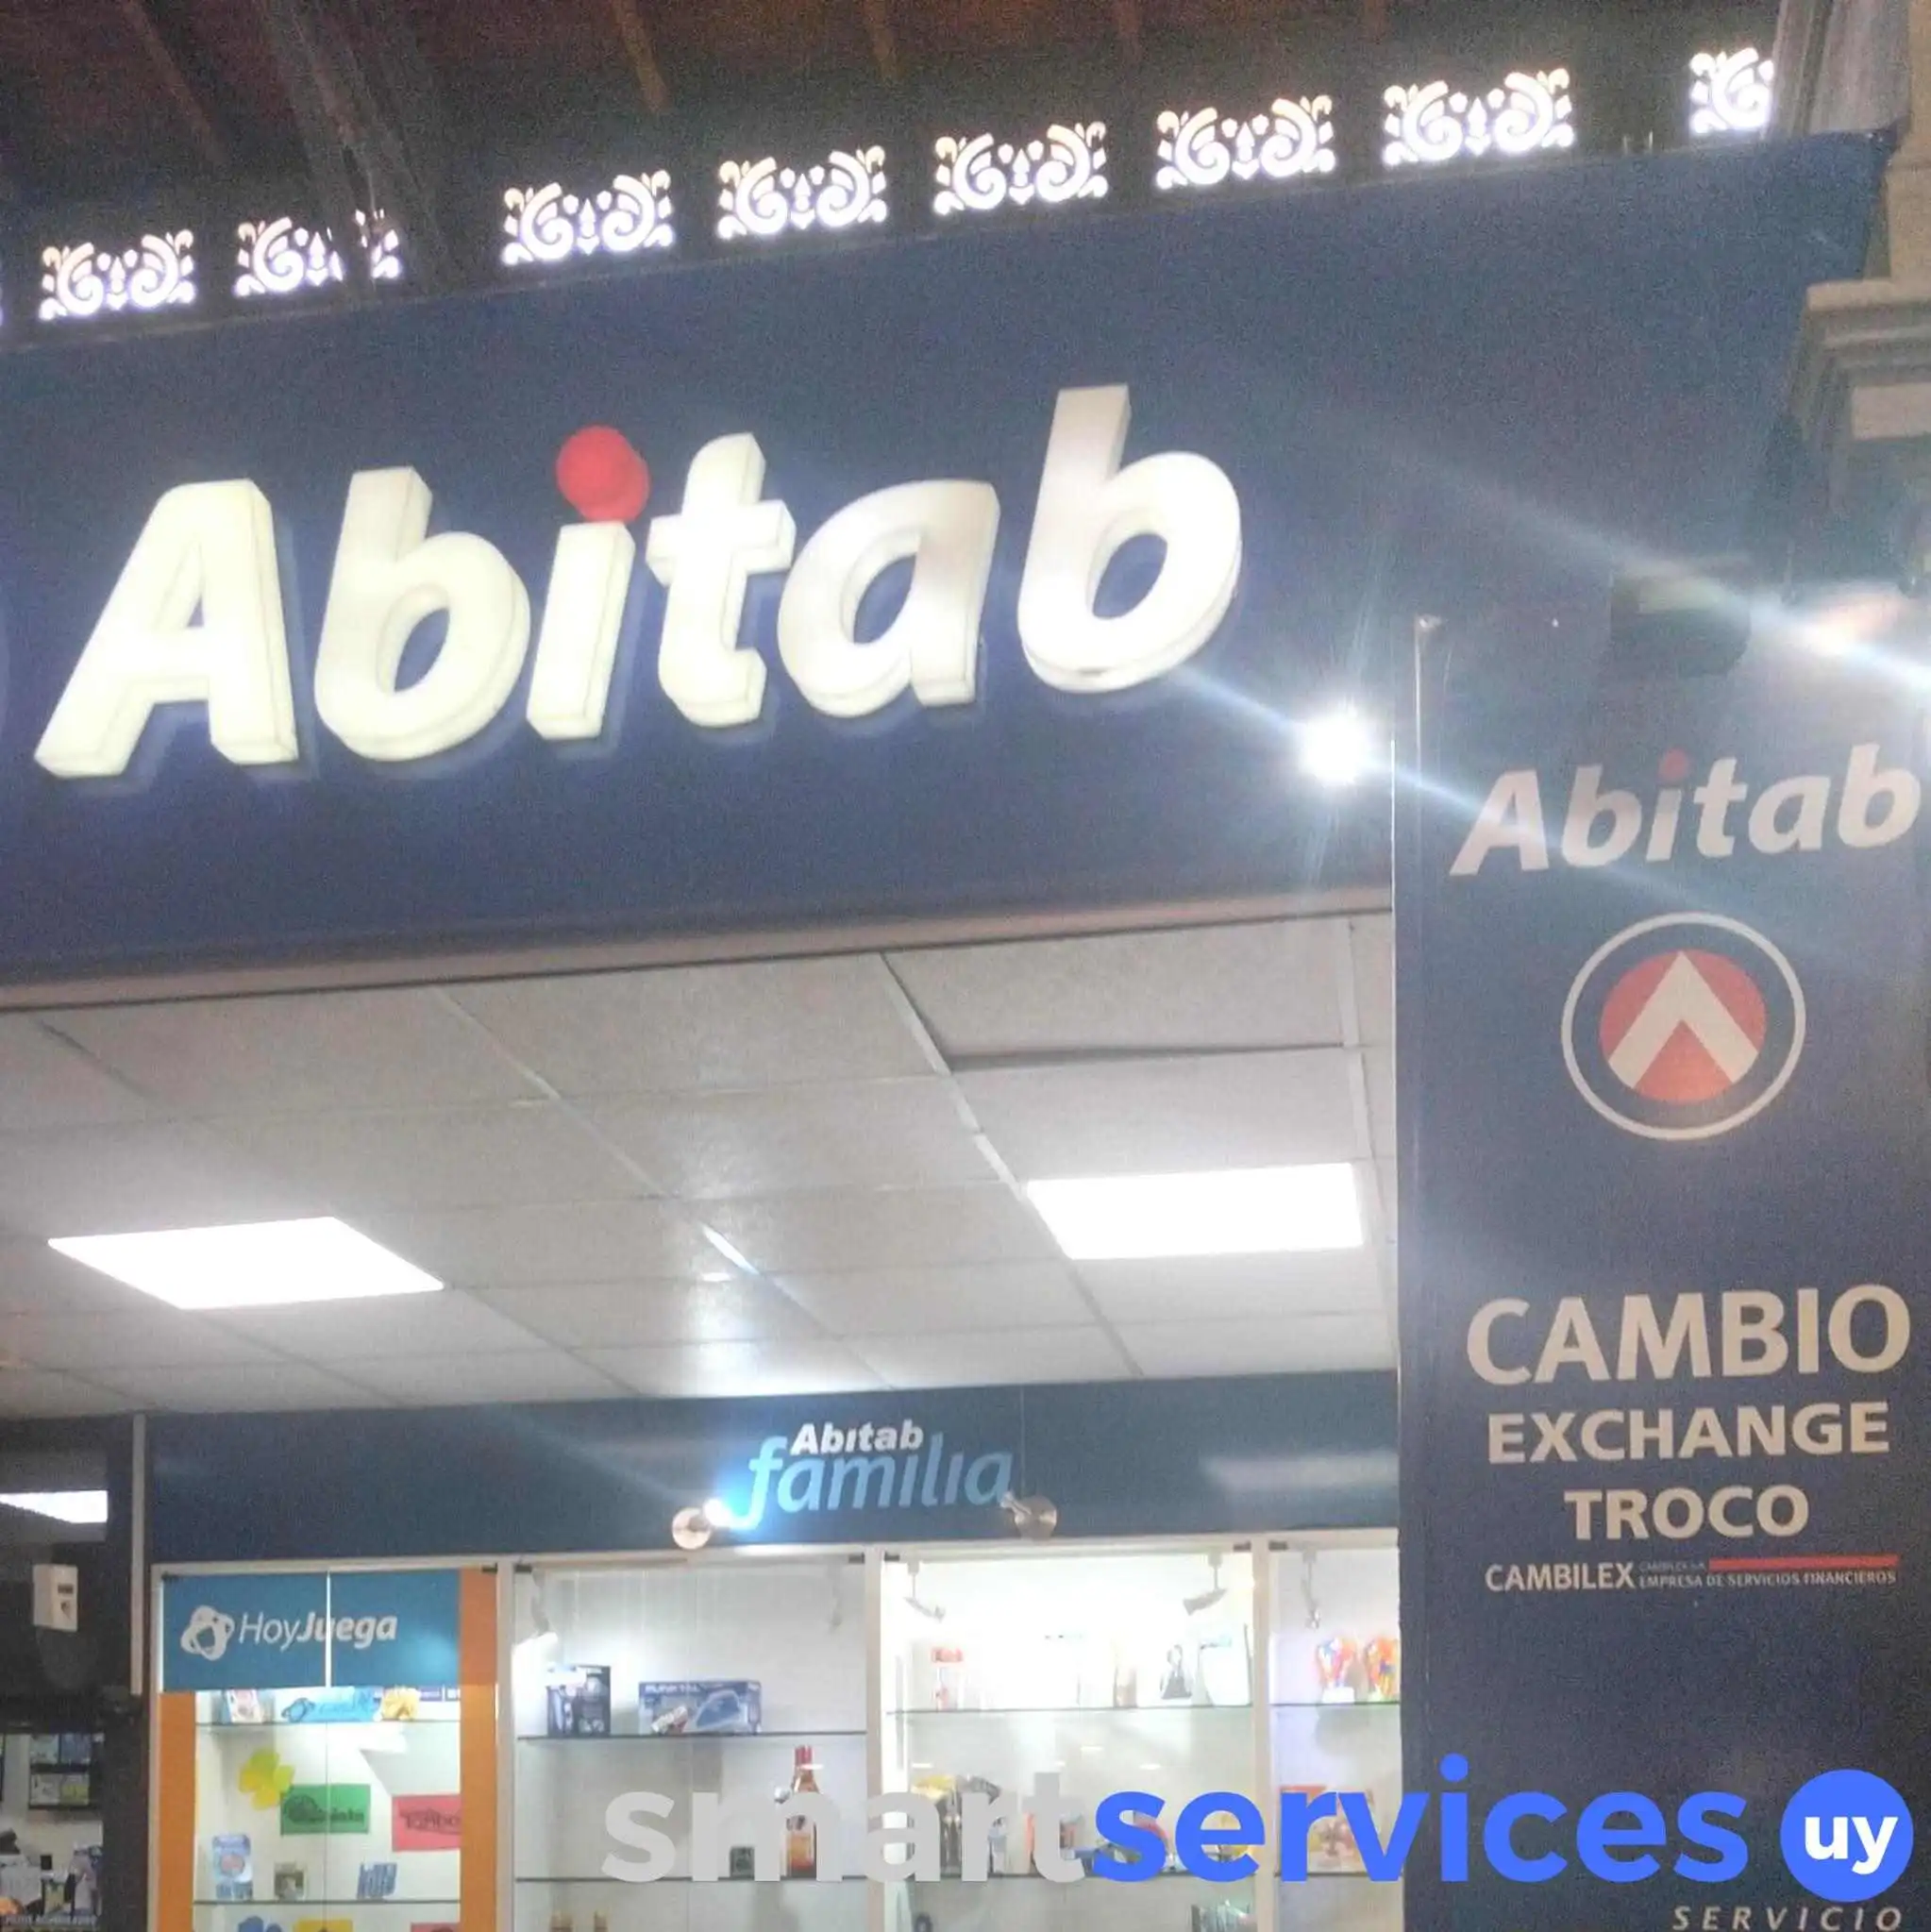 Abitab
Abitab
CAMBIO
EXCHANGE
TROCO
CAMBILEX
EMPRESA DE SERVICIOS FINANCIEROS
Abitab
familia
HoyJuega
smartservices uy
SERVICIO